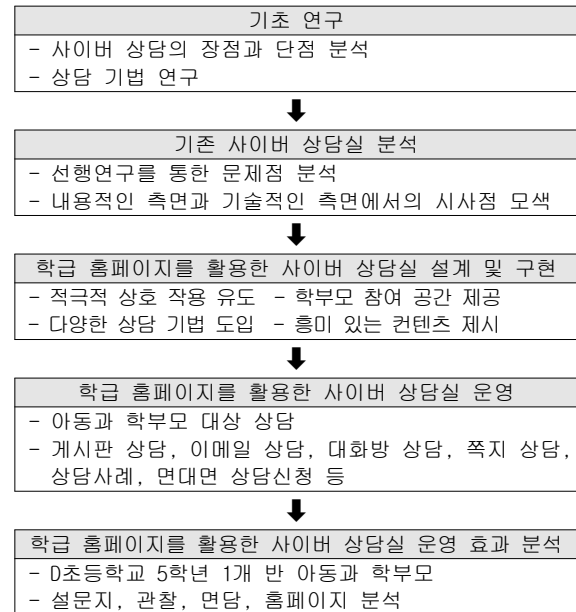 기초 연구
- 사이버 상담의 장점과 단점 분석
- 상담 기법 연구
기존 사이버 상담실 분석
- 선행연구를 통한 문제점 분석
- 내용적인 측면과 기술적인 측면에서의 시사점 모색
학급 홈페이지를 활용한 사이버 상담실 설계 및 구현
- 적극적 상호 작용 유도 - 학부모 참여 공간 제공
- 다양한 상담 기법 도입 - 흥미 있는 컨텐츠 제시
학급 홈페이지를 활용한 사이버 상담실 운영
- 아동과 학부모 대상 상담
- 게시판 상담, 이메일 상담, 대화방 상담, 쪽지 상담,
상담사례, 면대면 상담신청 등
학급 홈페이지를 활용한 사이버 상담실 운영 효과 분석
- D초등학교 5학년 1개 반 아동과 학부모
- 설문지, 관찰, 면담, 홈페이지 분석